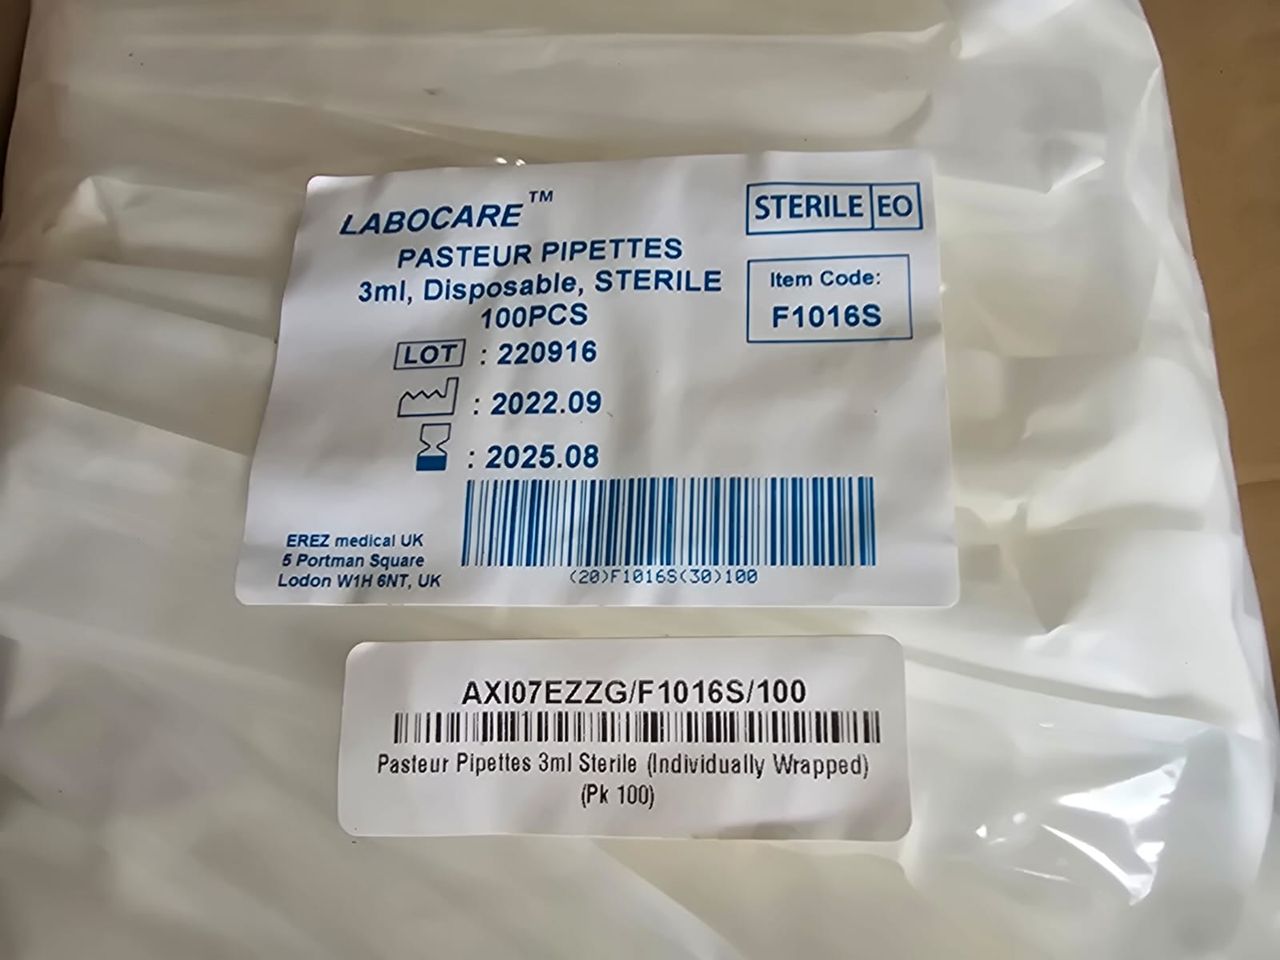 LABOCARE™
PASTEUR PIPETTES
3ml, Disposable, STERILE
100PCS
STERILE EO
Item Code:
F1016S
LOT : 220916
: 2022.09
: 2025.08
EREZ medical UK
5 Portman Square
Lodon W1H 6NT, UK
(20)F1016S(30)100
AXI07EZZG/F1016S/100
Pasteur Pipettes 3ml Sterile (Individually Wrapped)
(Pk 100)